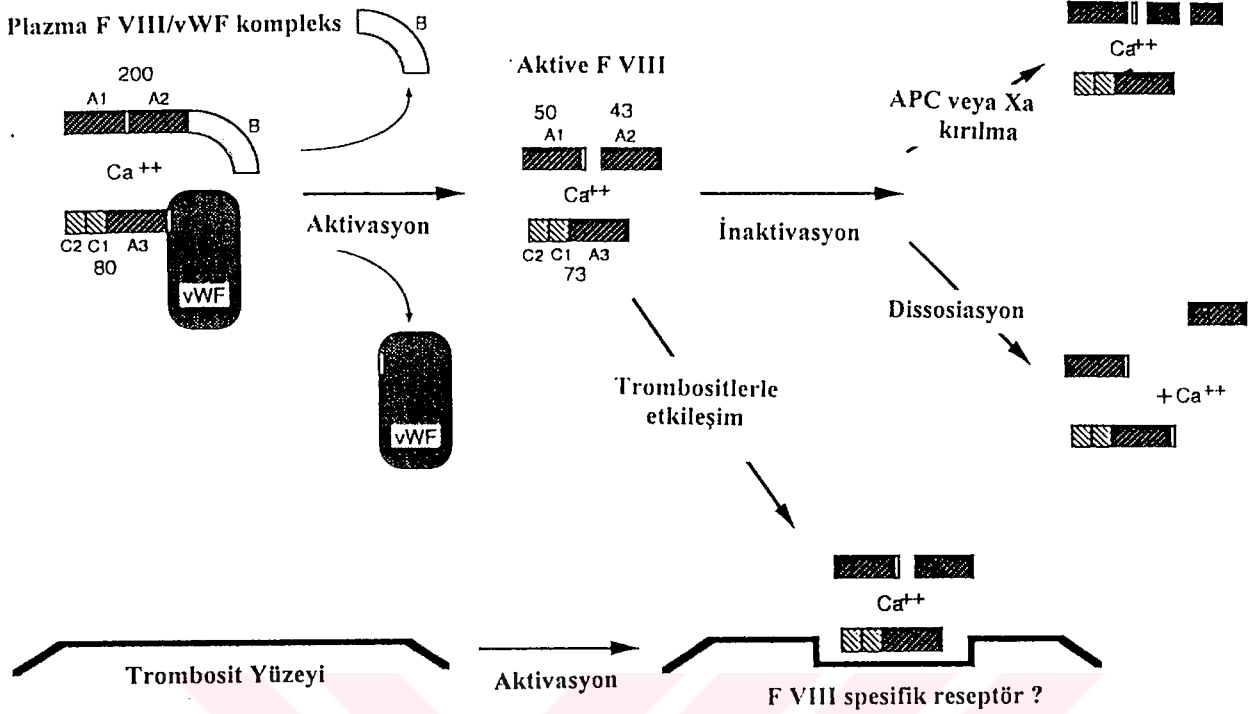 Plazma F VIII/vWF kompleks
B
200
A1 A2
B
Ca++
C2 C1 A3
80
vWF
Aktivasyon
vWF
Aktive F VIII
50 43
A1 A2
Ca++
C2 C1 A3
73
İnaktivasyon
APC veya Xa
kırılma
Ca++
Dissosiasyon
+Ca++
Trombositlerle
etkileşim
Ca++
Trombosit Yüzeyi
Aktivasyon
F VIII spesifik reseptör ?